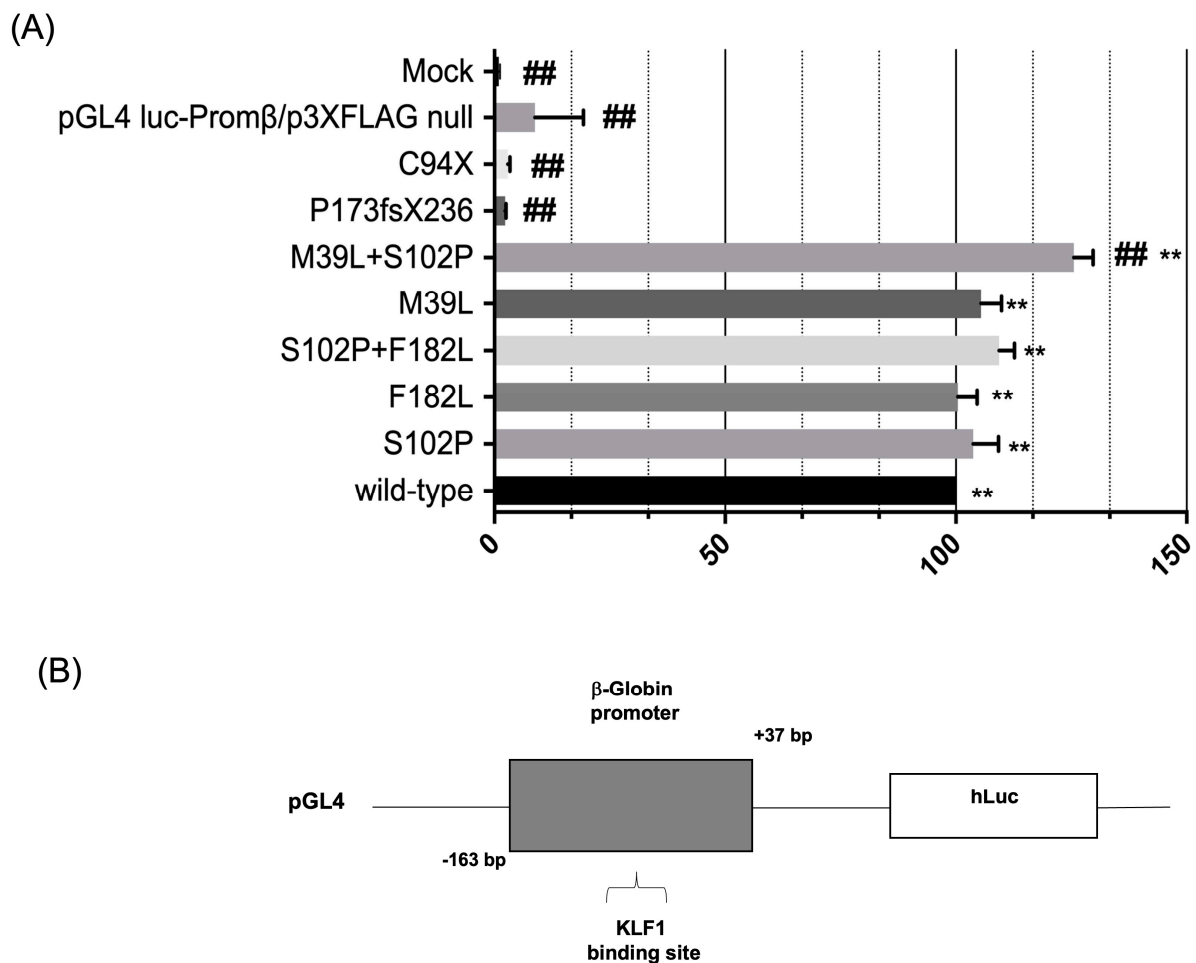 (A)
Mock ##
pGL4 luc-Promβ/p3XFLAG null ##
C94X ##
P173fsX236 ##
M39L+S102P ## **
M39L **
S102P+F182L **
F182L **
S102P **
wild-type **
0 50 100 150
(B)
β-Globin
promoter
+37 bp
pGL4
hLuc
-163 bp
KLF1
binding site